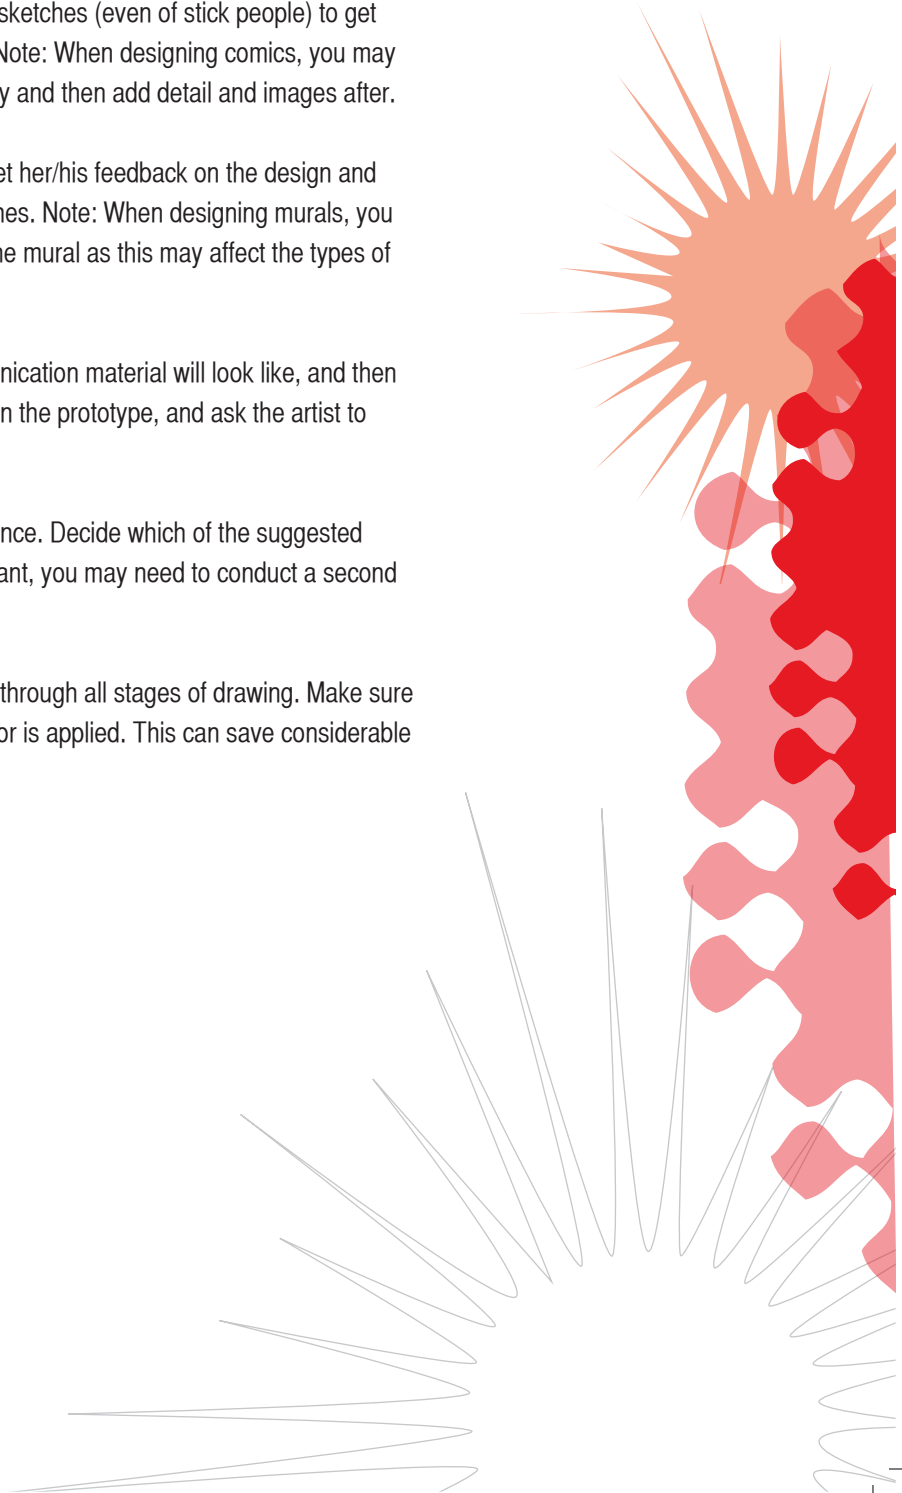 sketches (even of stick people) to get
Note: When designing comics, you may
y and then add detail and images after.
et her/his feedback on the design and
hes. Note: When designing murals, you
he mural as this may affect the types of
nication material will look like, and then
n the prototype, and ask the artist to
nce. Decide which of the suggested
ant, you may need to conduct a second
through all stages of drawing. Make sure
or is applied. This can save considerable